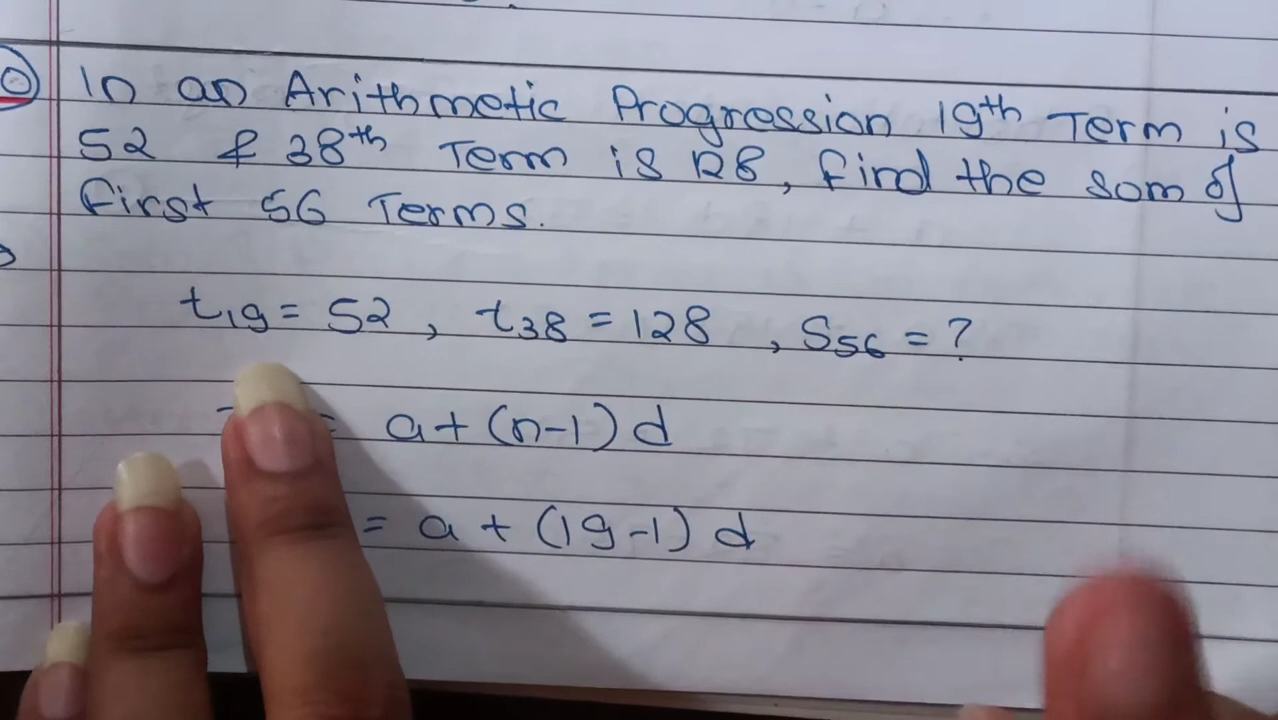 In an Arithmetic Progression 19th Term is
52 & 38th Term is 128, find the som of
first 56 Terms.
t19 = 52, t38 = 128, S56 = ?
= a + (n-1) d
= a + (19-1) d